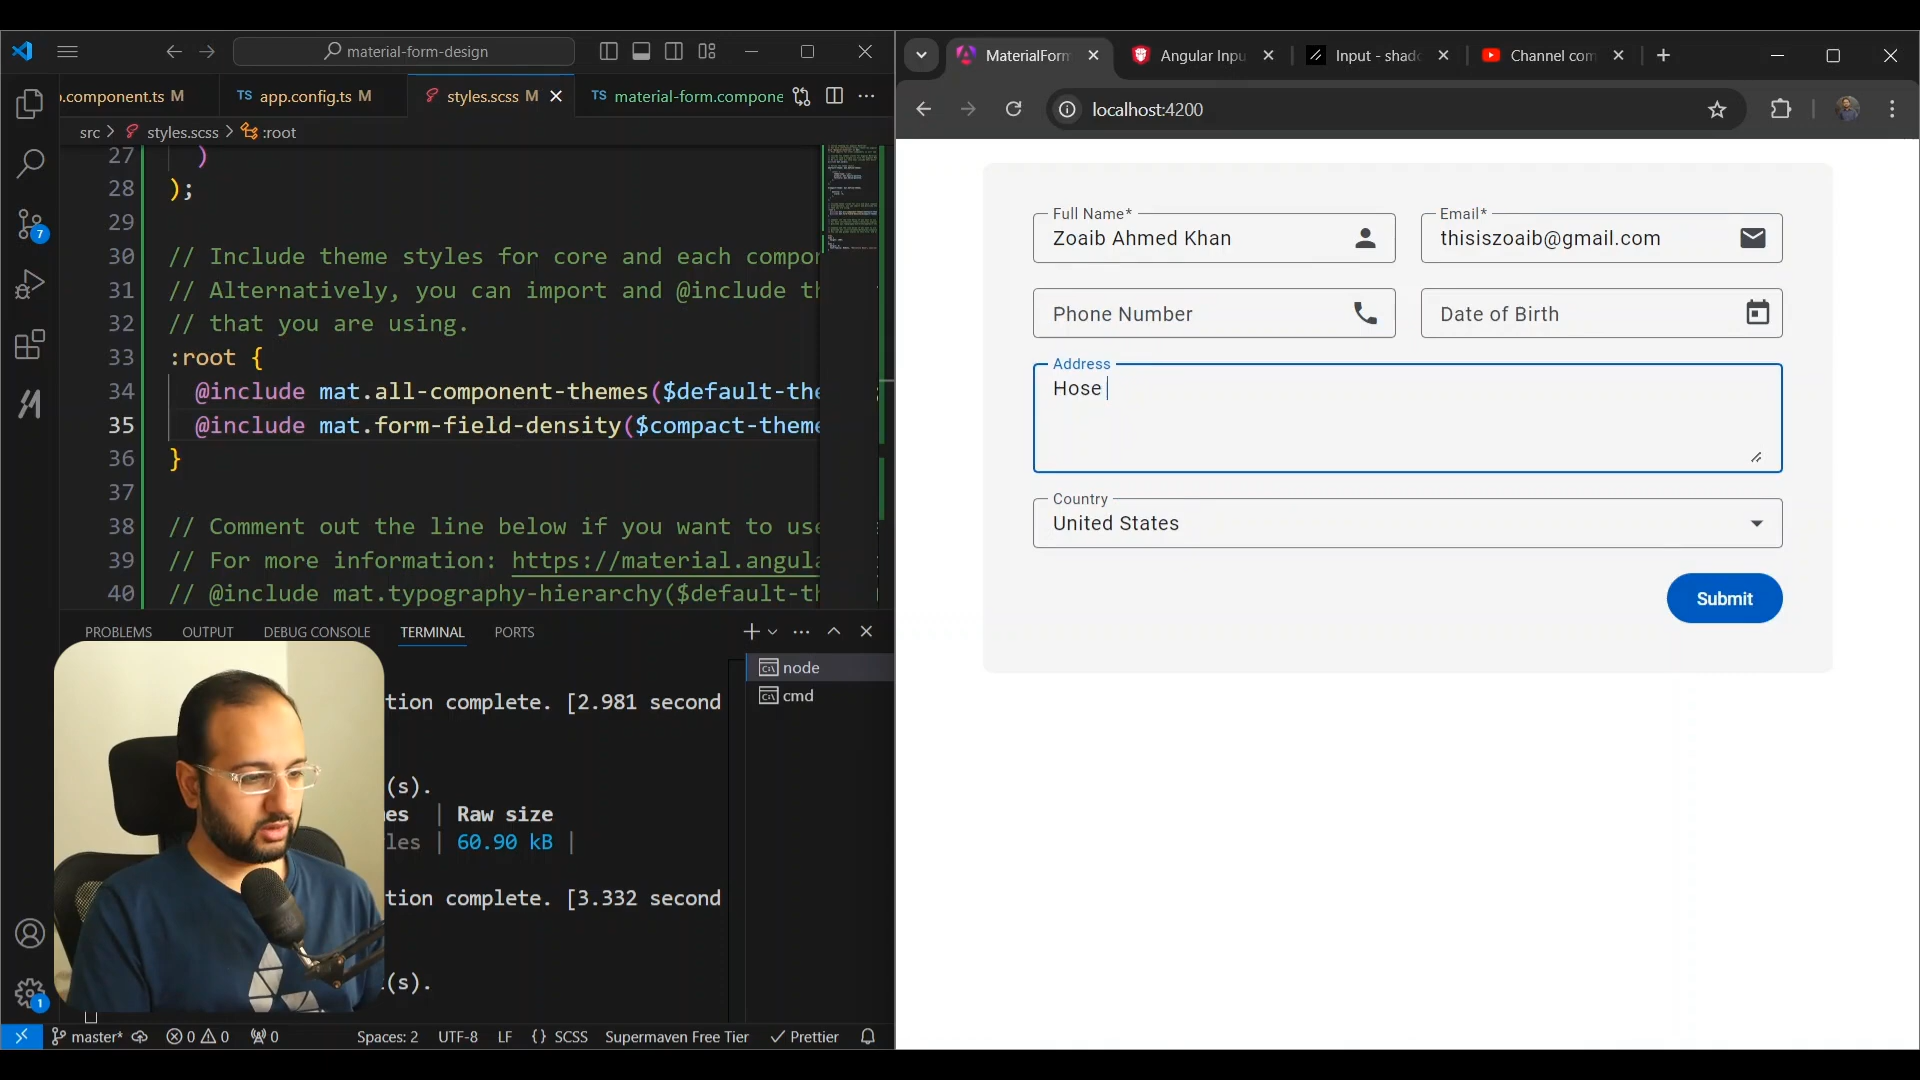 material-form-design
.component.ts M
TS app.config.ts M
styles.scss M
TS material-form.compone
src > styles.scss > :root
27 )
28 );
29
30 // Include theme styles for core and each compo
31 // Alternatively, you can import and @include th
32 // that you are using.
33 :root {
34 @include mat.all-component-themes($default-the
35 @include mat.form-field-density($compact-theme
36 }
37
38 // Comment out the line below if you want to use
39 // For more information: https://material.angula
40 // @include mat.typography-hierarchy($default-th
7
1
PROBLEMS OUTPUT DEBUG CONSOLE TERMINAL PORTS
node
cmd
tion complete. [2.981 second
(s).
es | Raw size
les | 60.90 kB |
tion complete. [3.332 second
(s).
master* 0 0 0 Spaces: 2 UTF-8 LF {} SCSS Supermaven Free Tier Prettier
MaterialForm
Angular Inpu
Input - shad
Channel com
localhost:4200
Full Name*
Zoaib Ahmed Khan
Email*
thisiszoaib@gmail.com
Phone Number
Date of Birth
Address
Hose
Country
United States
Submit